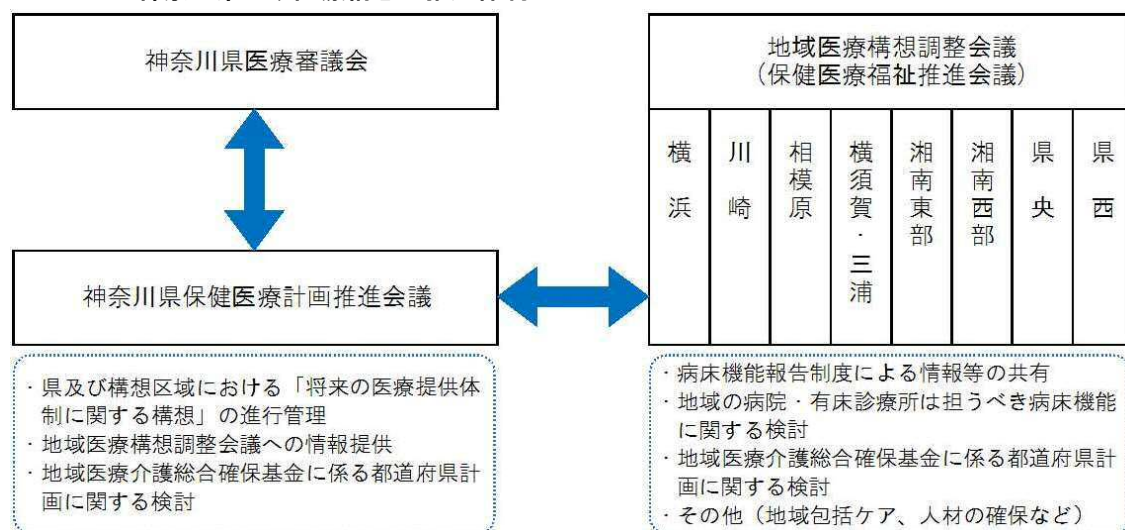 神奈川県医療審議会
地域医療構想調整会議
（保健医療福祉推進会議）
横浜
川崎
相模原
横須賀・三浦
湘南東部
湘南西部
県央
県西
神奈川県保健医療計画推進会議
・県及び構想区域における「将来の医療提供体
制に関する構想」の進行管理
・地域医療構想調整会議への情報提供
・地域医療介護総合確保基金に係る都道府県計
画に関する検討
・病床機能報告制度による情報等の共有
・地域の病院・有床診療所は担うべき病床機能
に関する検討
・地域医療介護総合確保基金に係る都道府県計
画に関する検討
・その他（地域包括ケア、人材の確保など）